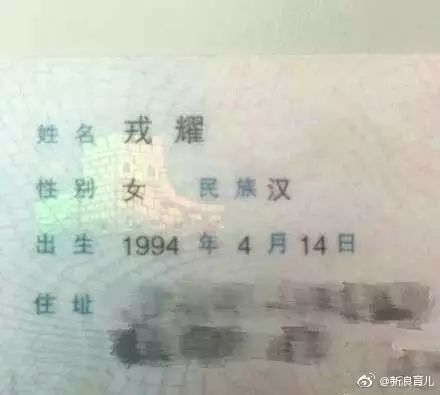 姓名 戎耀
性别 女 民族 汉
出生 1994 年 4 月 14 日
住址
@新浪育儿